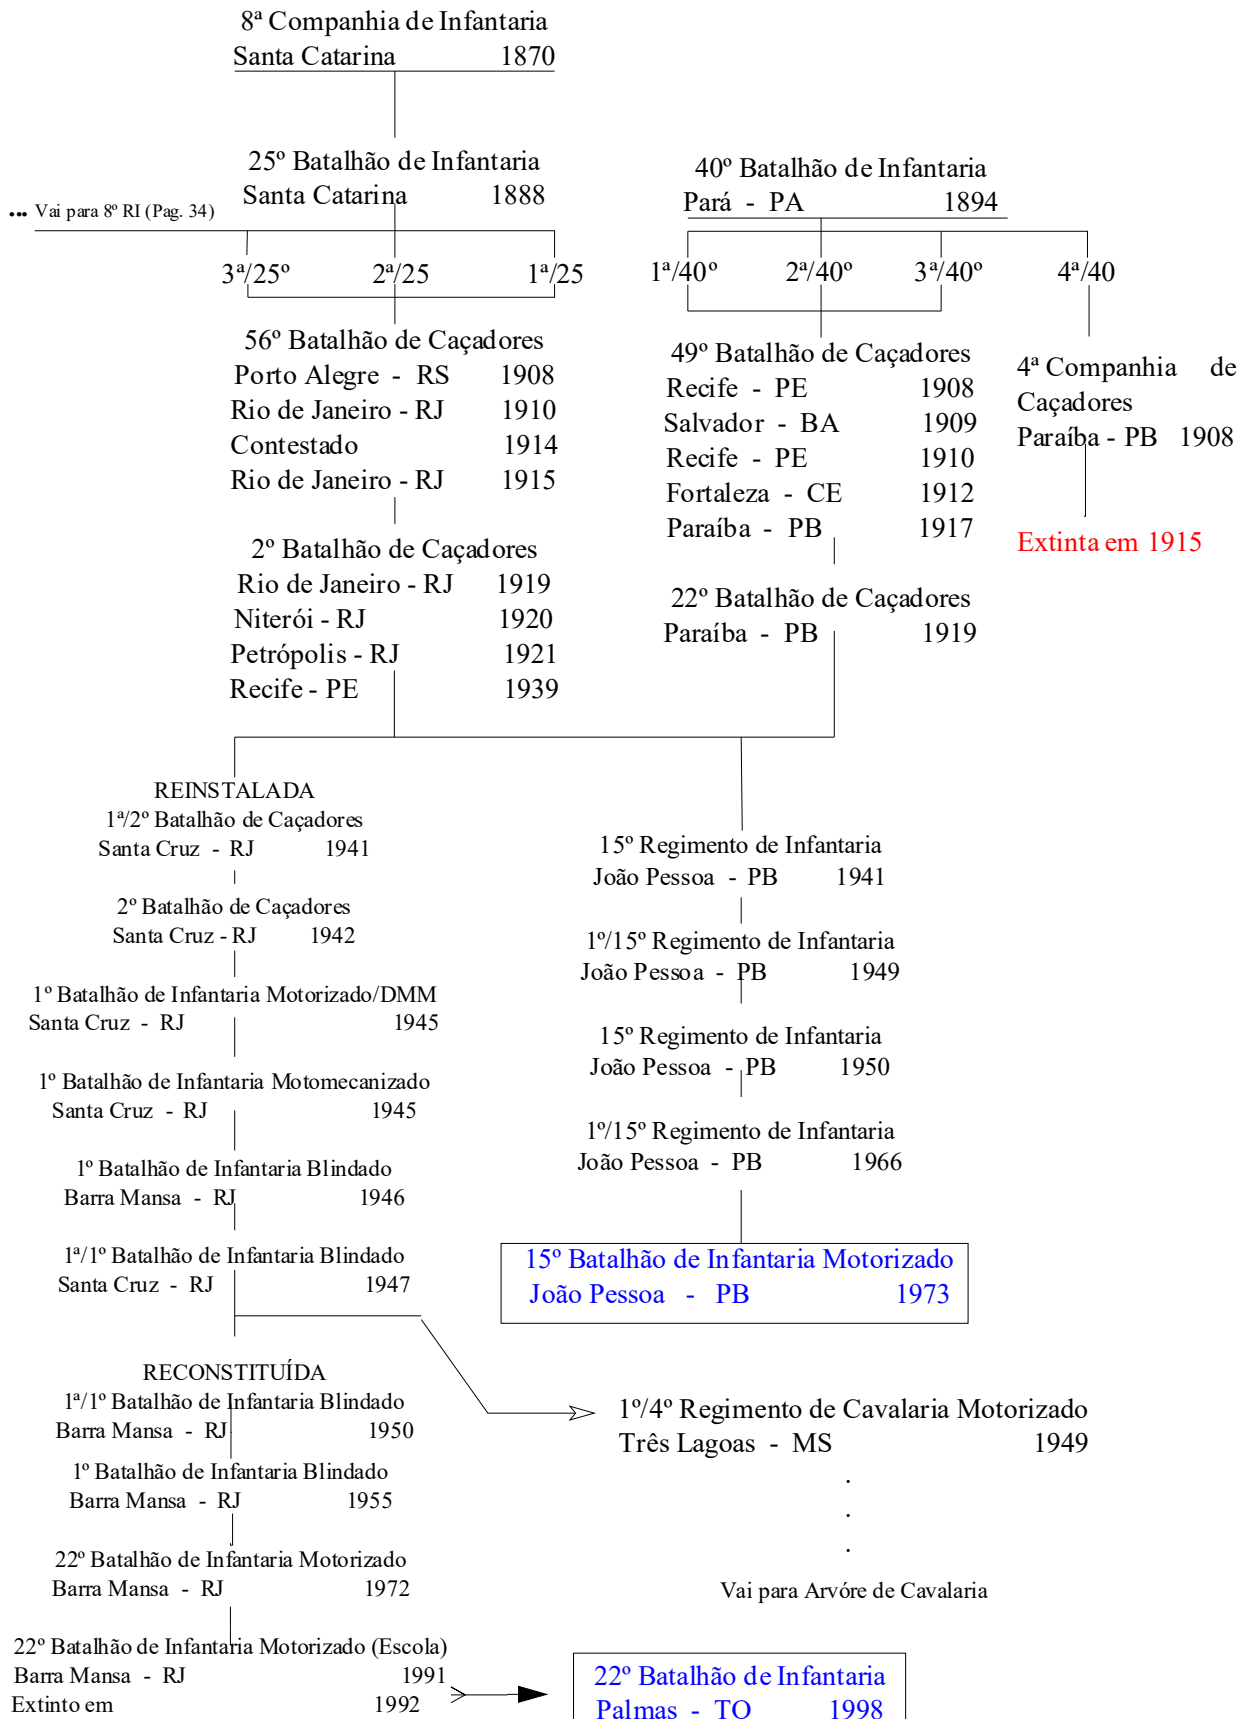 8ª Companhia de Infantaria
Santa Catarina 1870
25º Batalhão de Infantaria
Santa Catarina 1888
... Vai para 8º RI (Pag. 34)
3ª/25º 2ª/25 1ª/25
56º Batalhão de Caçadores
Porto Alegre - RS 1908
Rio de Janeiro - RJ 1910
Contestado 1914
Rio de Janeiro - RJ 1915
2º Batalhão de Caçadores
Rio de Janeiro - RJ 1919
Niterói - RJ 1920
Petrópolis - RJ 1921
Recife - PE 1939
40º Batalhão de Infantaria
Pará - PA 1894
1ª/40º 2ª/40º 3ª/40º 4ª/40
49º Batalhão de Caçadores
Recife - PE 1908
Salvador - BA 1909
Recife - PE 1910
Fortaleza - CE 1912
Paraíba - PB 1917
22º Batalhão de Caçadores
Paraíba - PB 1919
4ª Companhia de
Caçadores
Paraíba - PB 1908
Extinta em 1915
REINSTALADA
1ª/2º Batalhão de Caçadores
Santa Cruz - RJ 1941
2º Batalhão de Caçadores
Santa Cruz - RJ 1942
1º Batalhão de Infantaria Motorizado/DMM
Santa Cruz - RJ 1945
1º Batalhão de Infantaria Motomecanizado
Santa Cruz - RJ 1945
1º Batalhão de Infantaria Blindado
Barra Mansa - RJ 1946
1ª/1º Batalhão de Infantaria Blindado
Santa Cruz - RJ 1947
RECONSTITUÍDA
1ª/1º Batalhão de Infantaria Blindado
Barra Mansa - RJ 1950
1º Batalhão de Infantaria Blindado
Barra Mansa - RJ 1955
22º Batalhão de Infantaria Motorizado
Barra Mansa - RJ 1972
22º Batalhão de Infantaria Motorizado (Escola)
Barra Mansa - RJ 1991
Extinto em 1992
15º Regimento de Infantaria
João Pessoa - PB 1941
1º/15º Regimento de Infantaria
João Pessoa - PB 1949
15º Regimento de Infantaria
João Pessoa - PB 1950
1º/15º Regimento de Infantaria
João Pessoa - PB 1966
15º Batalhão de Infantaria Motorizado
João Pessoa - PB 1973
1º/4º Regimento de Cavalaria Motorizado
Três Lagoas - MS 1949
.
.
.
Vai para Arvóre de Cavalaria
22º Batalhão de Infantaria
Palmas - TO 1998